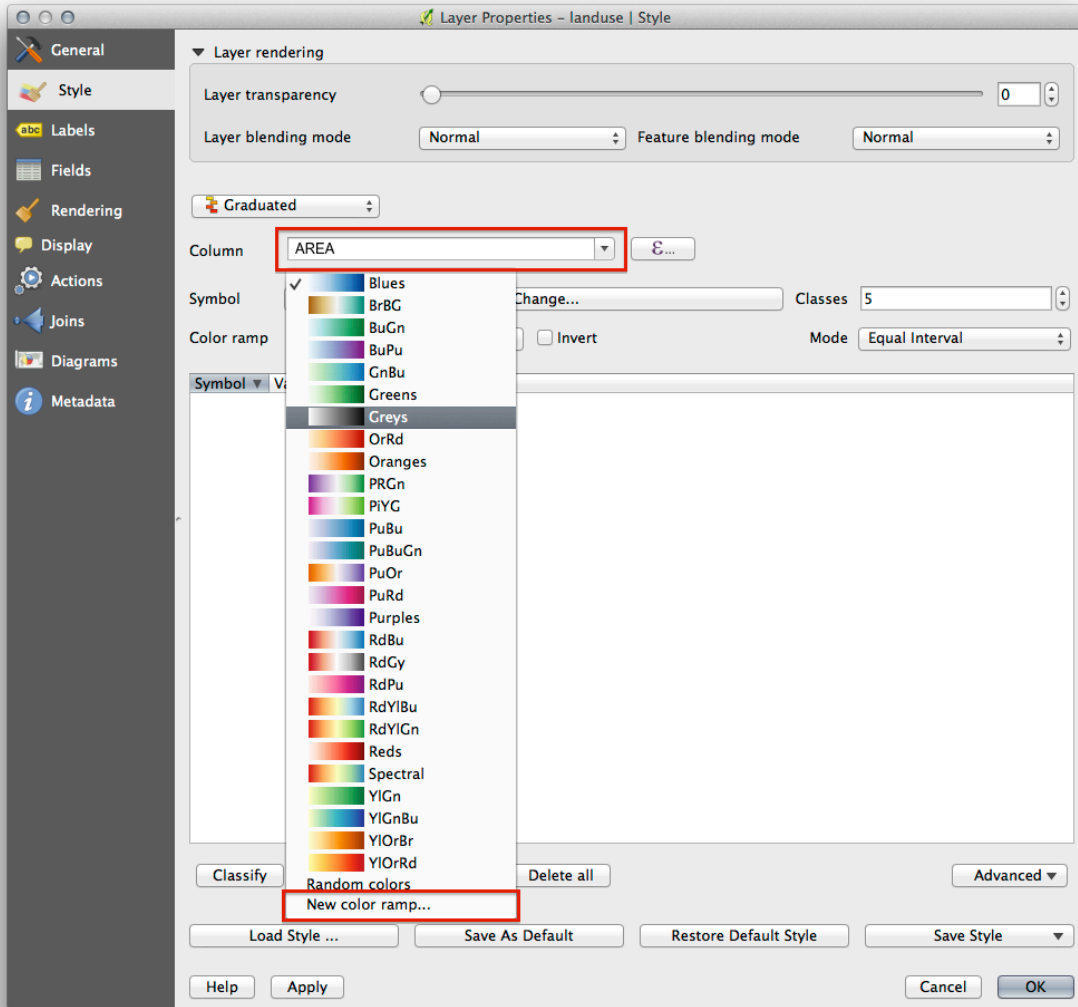 Layer Properties - landuse | Style
General
Style
abc Labels
Fields
Rendering
Display
Actions
Joins
Diagrams
i Metadata
▼ Layer rendering
Layer transparency 0
Layer blending mode Normal Feature blending mode Normal
Graduated
Column AREA ε...
Symbol Change... Classes 5
Color ramp Invert Mode Equal Interval
Symbol ▼ Va
✓ Blues
BrBG
BuGn
BuPu
GnBu
Greens
Greys
OrRd
Oranges
PRGn
PiYG
PuBu
PuBuGn
PuOr
PuRd
Purples
RdBu
RdGy
RdPu
RdYlBu
RdYlGn
Reds
Spectral
YlGn
YlGnBu
YlOrBr
YlOrRd
Random colors
New color ramp...
Classify Delete all Advanced ▼
Load Style ... Save As Default Restore Default Style Save Style ▼
Help Apply Cancel OK